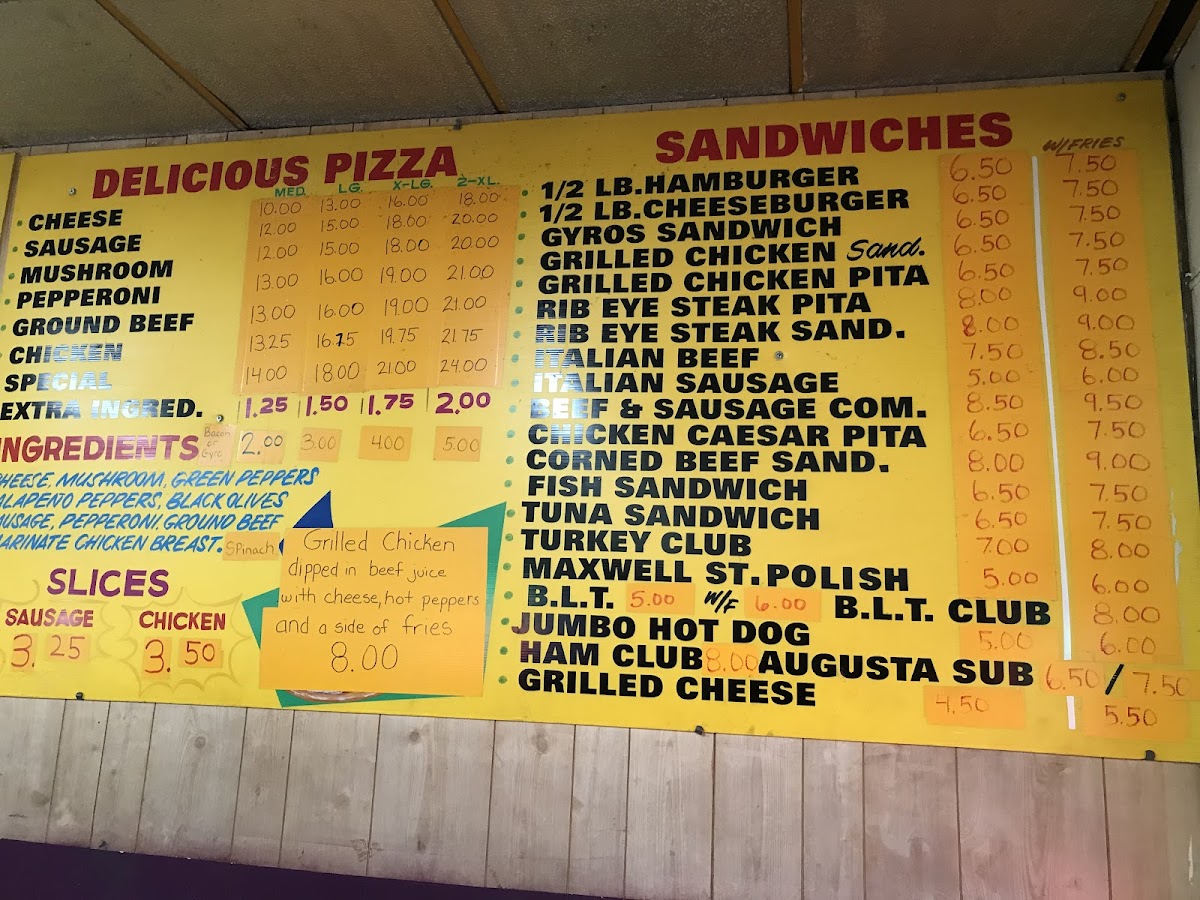 DELICIOUS PIZZA
MED. LG. X-LG. 2-XL.
CHEESE 10.00 13.00 16.00 18.00
SAUSAGE 12.00 15.00 18.00 20.00
MUSHROOM 12.00 15.00 18.00 20.00
PEPPERONI 13.00 16.00 19.00 21.00
GROUND BEEF 13.00 16.00 19.00 21.00
CHICKEN 13.25 16.75 19.75 21.75
SPECIAL 14.00 18.00 21.00 24.00
EXTRA INGRED. 1.25 1.50 1.75 2.00
INGREDIENTS Bacon or Gyro 2.00 3.00 4.00 5.00
CHEESE, MUSHROOM, GREEN PEPPERS
JALAPENO PEPPERS, BLACK OLIVES
SAUSAGE, PEPPERONI, GROUND BEEF
MARINATE CHICKEN BREAST. Spinach
SLICES
SAUSAGE CHICKEN
3.25 3.50
Grilled Chicken
dipped in beef juice
with cheese, hot peppers
and a side of fries
8.00
SANDWICHES W/FRIES
1/2 LB. HAMBURGER 6.50 7.50
1/2 LB. CHEESEBURGER 6.50 7.50
GYROS SANDWICH 6.50 7.50
GRILLED CHICKEN Sand. 6.50 7.50
GRILLED CHICKEN PITA 6.50 7.50
RIB EYE STEAK PITA 8.00 9.00
RIB EYE STEAK SAND. 8.00 9.00
ITALIAN BEEF 7.50 8.50
ITALIAN SAUSAGE 5.00 6.00
BEEF & SAUSAGE COM. 8.50 9.50
CHICKEN CAESAR PITA 6.50 7.50
CORNED BEEF SAND. 8.00 9.00
FISH SANDWICH 6.50 7.50
TUNA SANDWICH 6.50 7.50
TURKEY CLUB 7.00 8.00
MAXWELL ST. POLISH 5.00 6.00
B.L.T. 5.00 W/F 6.00 B.L.T. CLUB 8.00
JUMBO HOT DOG 5.00 6.00
HAM CLUB 8.00 AUGUSTA SUB 6.50 / 7.50
GRILLED CHEESE 4.50 5.50